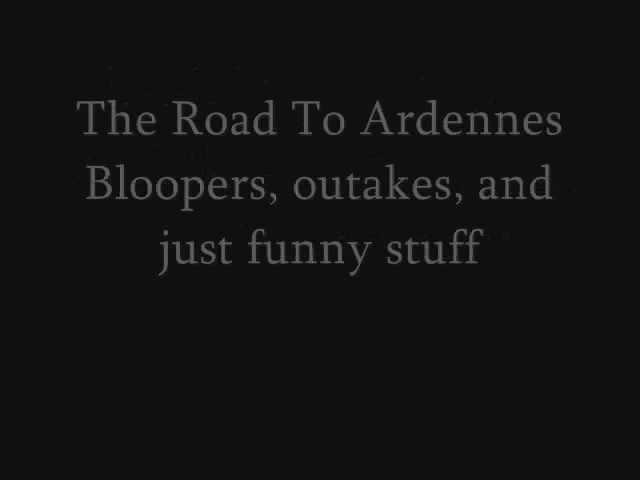 The Road To Ardennes
Bloopers, outakes, and
just funny stuff